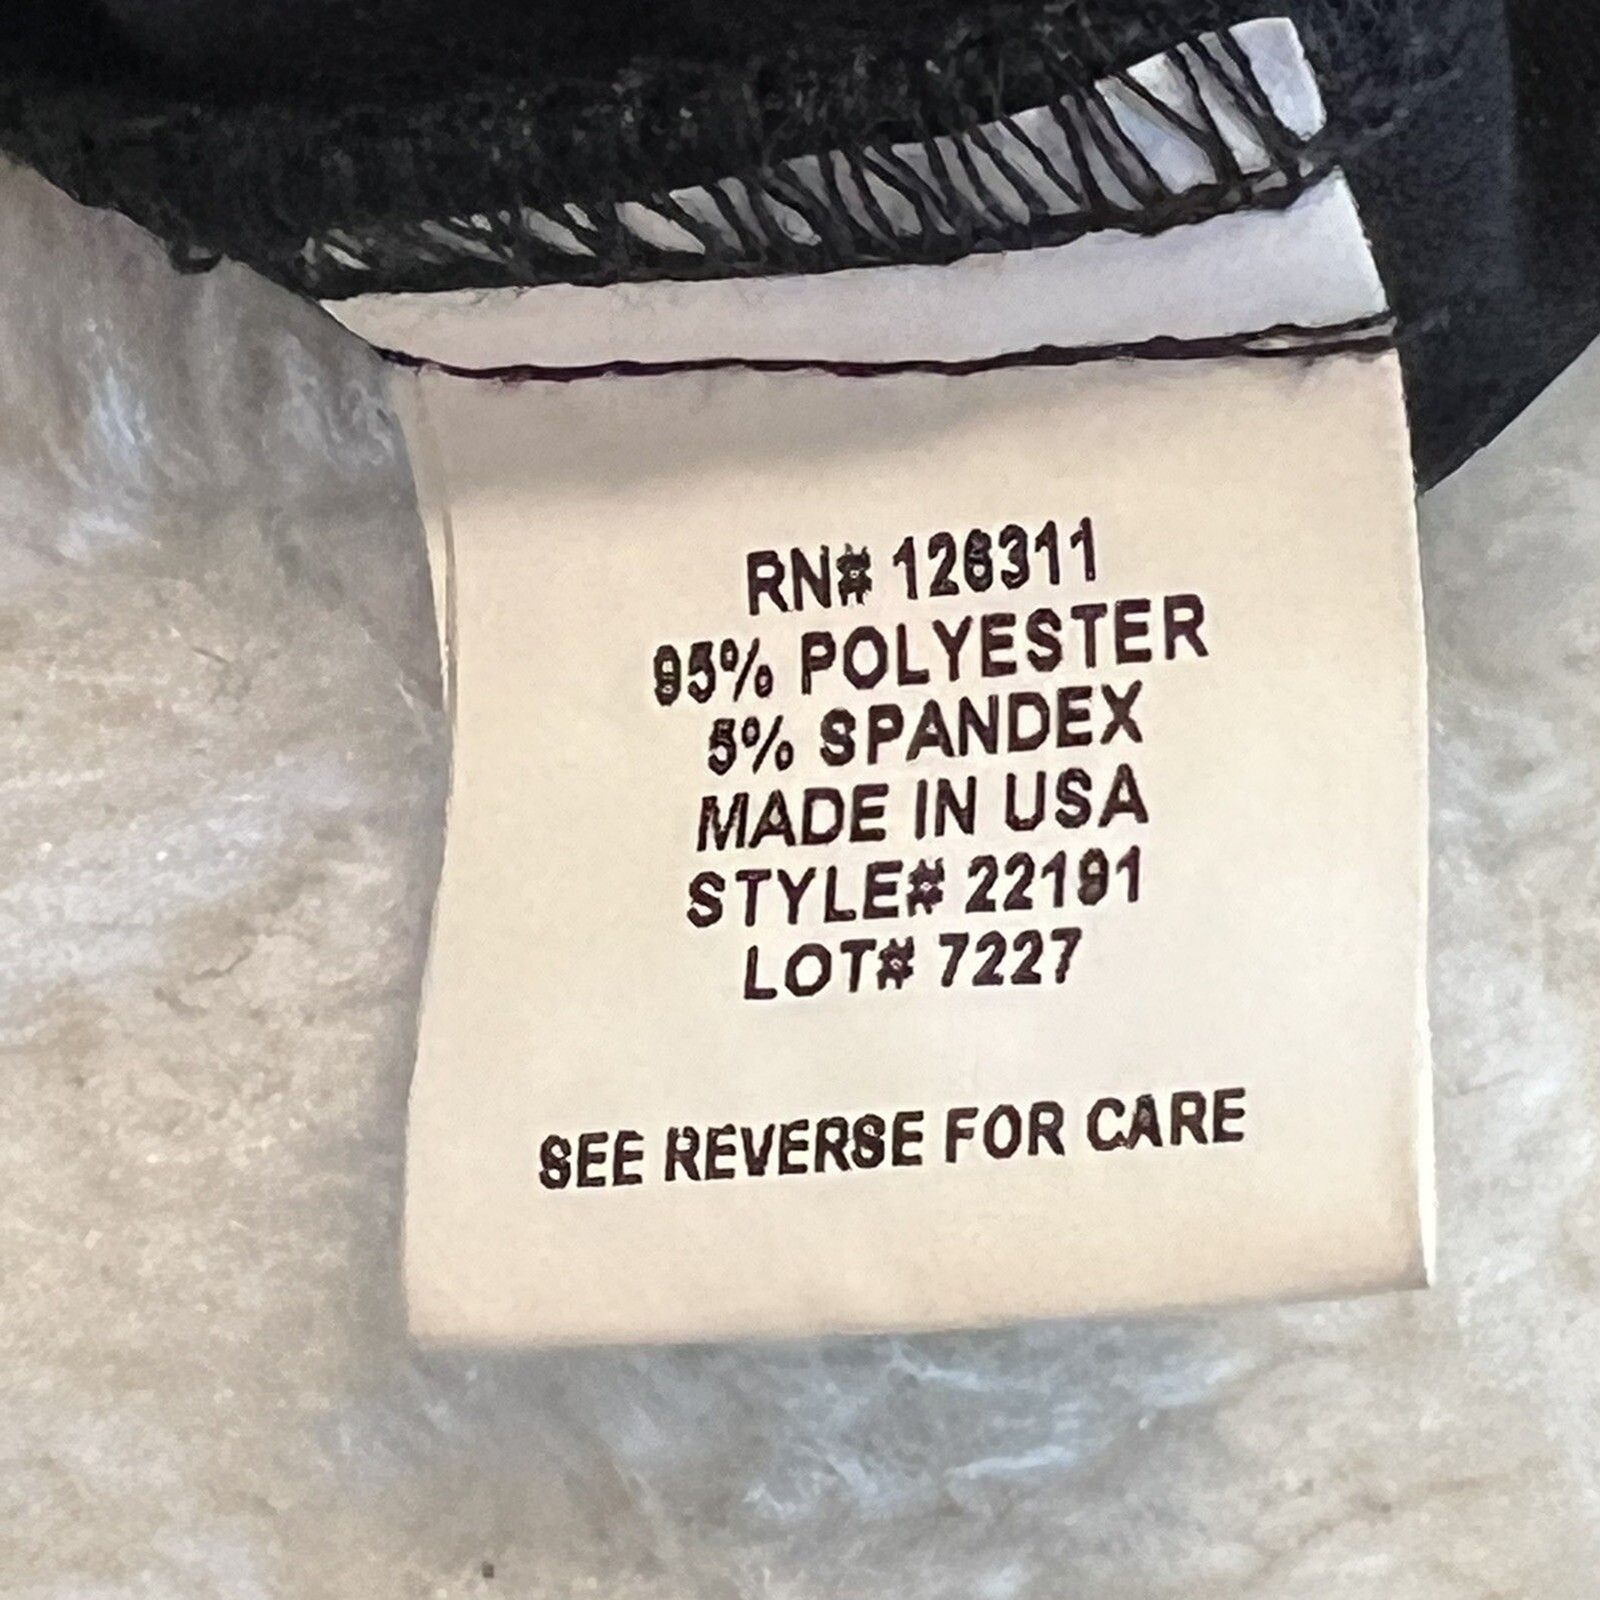 RN# 126311
95% POLYESTER
5% SPANDEX
MADE IN USA
STYLE# 22191
LOT# 7227
SEE REVERSE FOR CARE